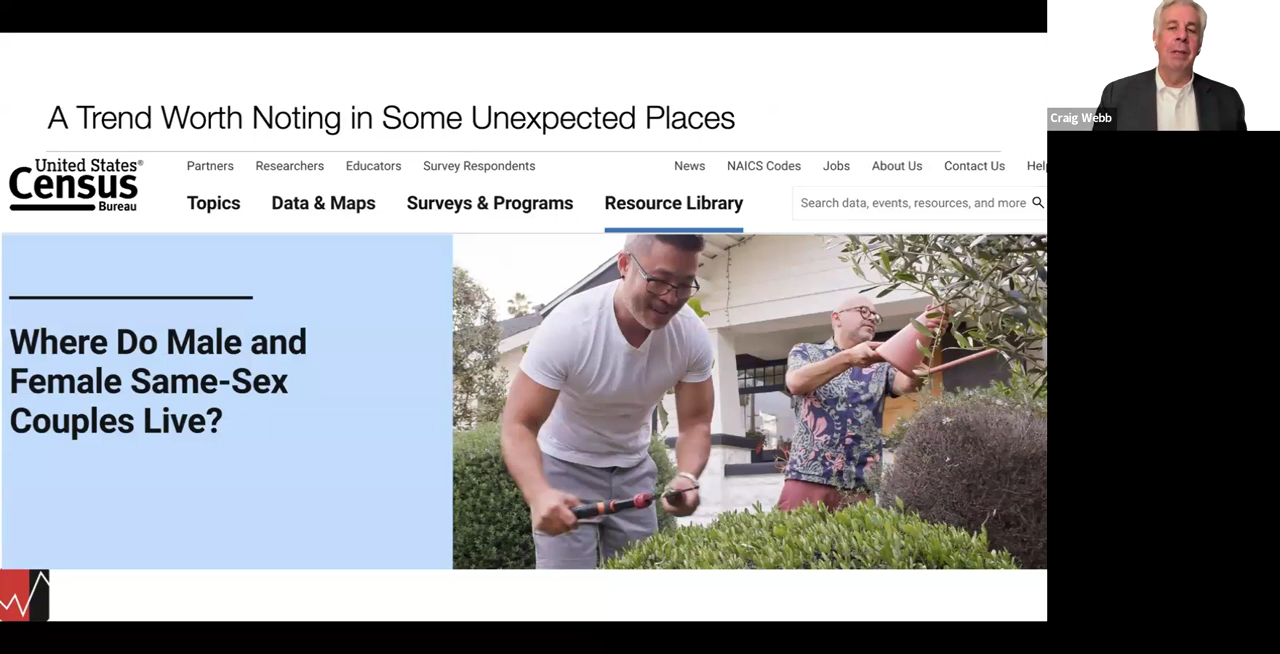 A Trend Worth Noting in Some Unexpected Places
Craig Webb
United States®
Census
Bureau
Partners Researchers Educators Survey Respondents News NAICS Codes Jobs About Us Contact Us Help
Topics Data & Maps Surveys & Programs Resource Library Search data, events, resources, and more
Where Do Male and
Female Same-Sex
Couples Live?